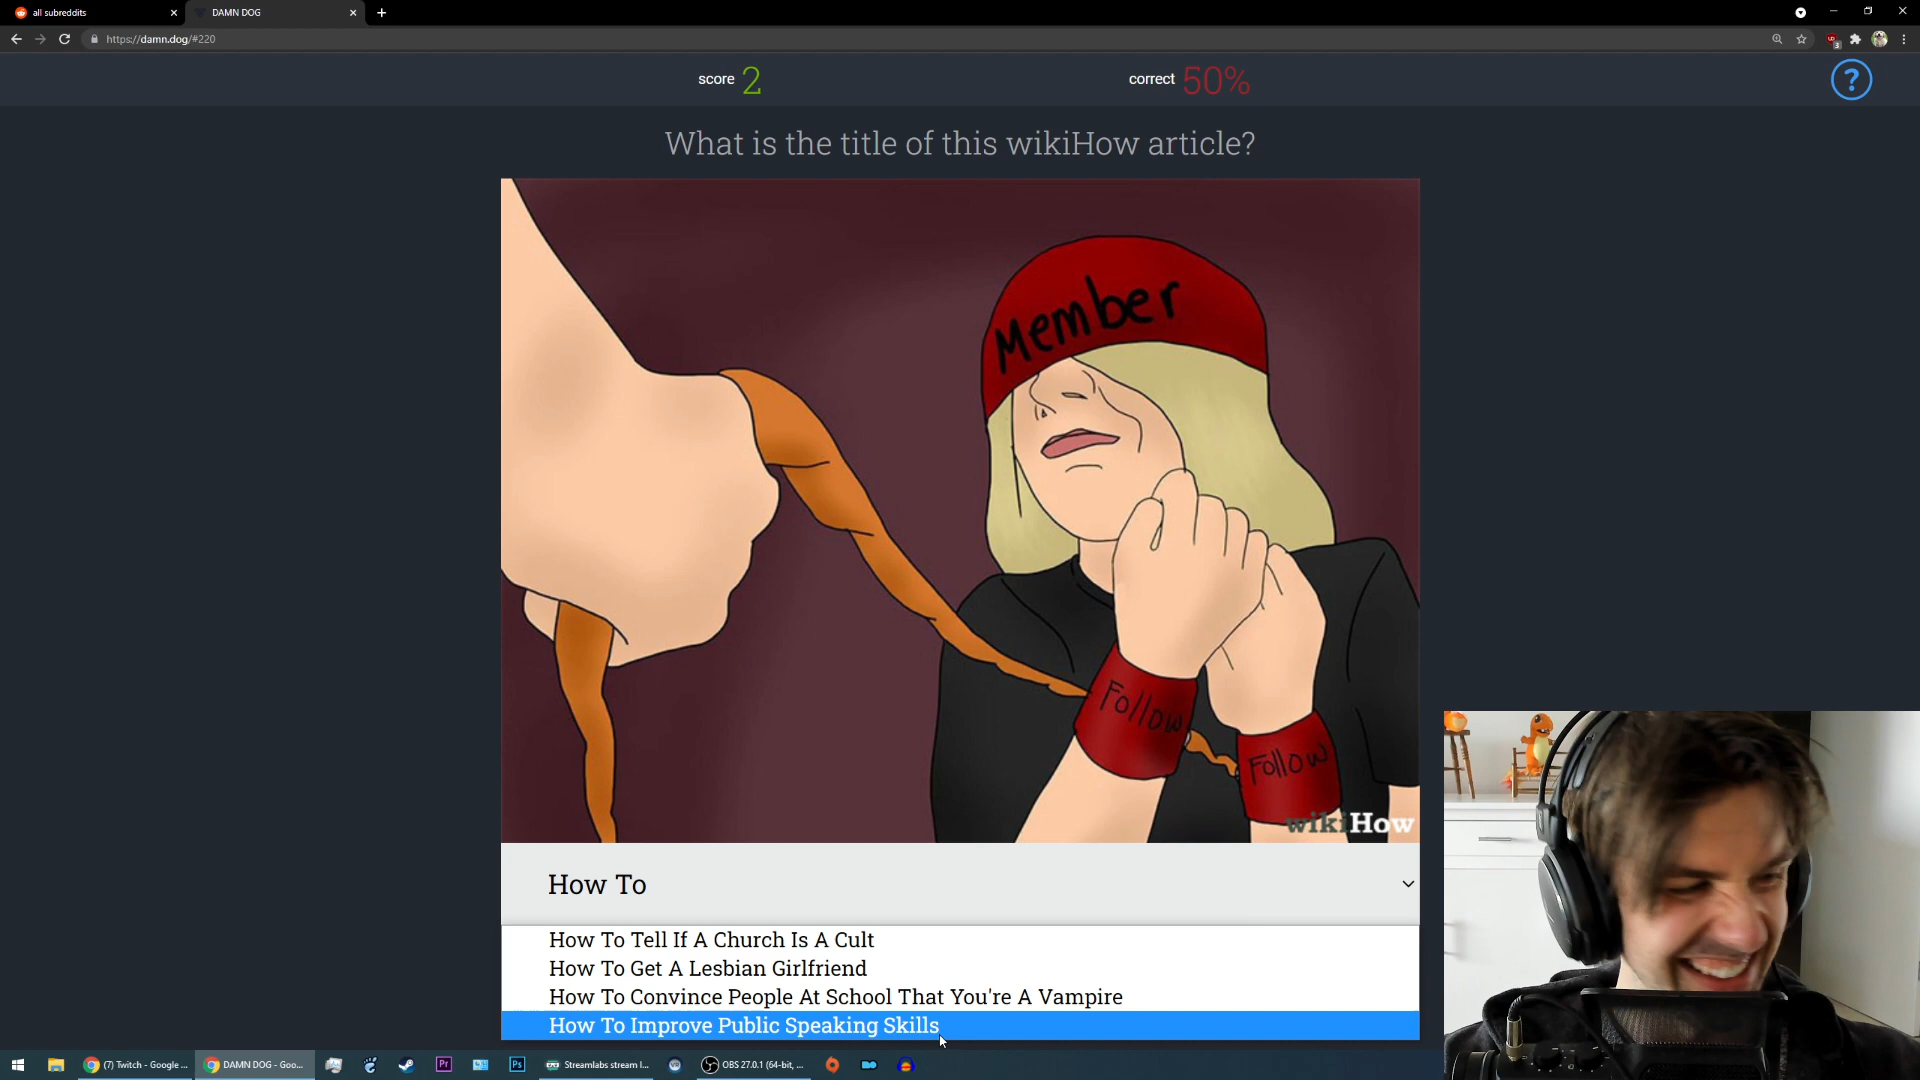 all subreddits
DAMN DOG
https://damn.dog/#220
score 2
correct 50%
?
What is the title of this wikiHow article?
Member
Follow
Follow
wikiHow
How To
How To Tell If A Church Is A Cult
How To Get A Lesbian Girlfriend
How To Convince People At School That You're A Vampire
How To Improve Public Speaking Skills
(7) Twitch - Google ...
DAMN DOG - Goo...
Pr
Ps
Streamlabs stream l...
OBS 27.0.1 (64-bit, ...